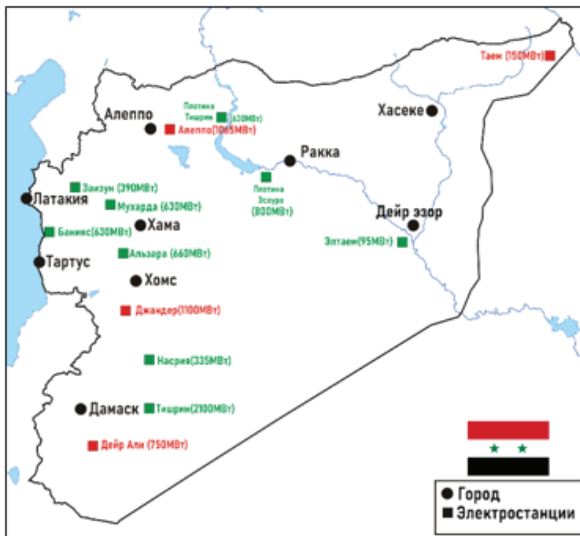 Таем (150МВт)
Плотина
Тишрин (630МВт)
Хасеке
Алеппо
Алеппо(1065МВт)
Ракка
Заизун (390МВт)
Плотина
Эсаура
(800МВт)
Латакия
Мухарда (630МВт)
Дейр эзор
Хама
Банияс(630МВт)
Элтаем(95МВт)
Альзара (660МВт)
Тартус
Хомс
Джандер(1100МВт)
Насрия(335МВт)
Дамаск
Тишрин(2100МВт)
Дейр Али (750МВт)
Город
Электростанции